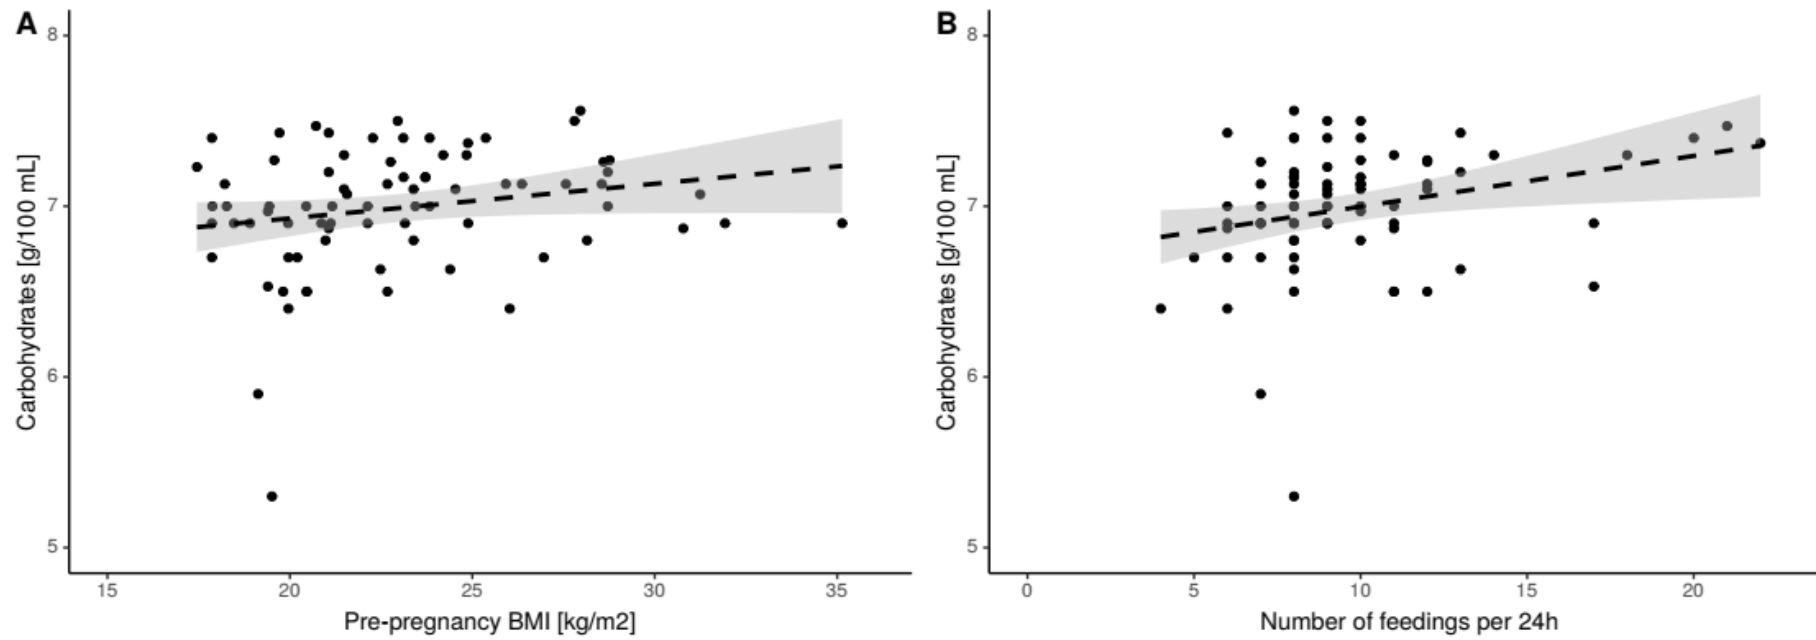 A
8
7
6
5
Carbohydrates [g/100 mL]
15 20 25 30 35
Pre-pregnancy BMI [kg/m2]
B
8
7
6
5
Carbohydrates [g/100 mL]
0 5 10 15 20
Number of feedings per 24h